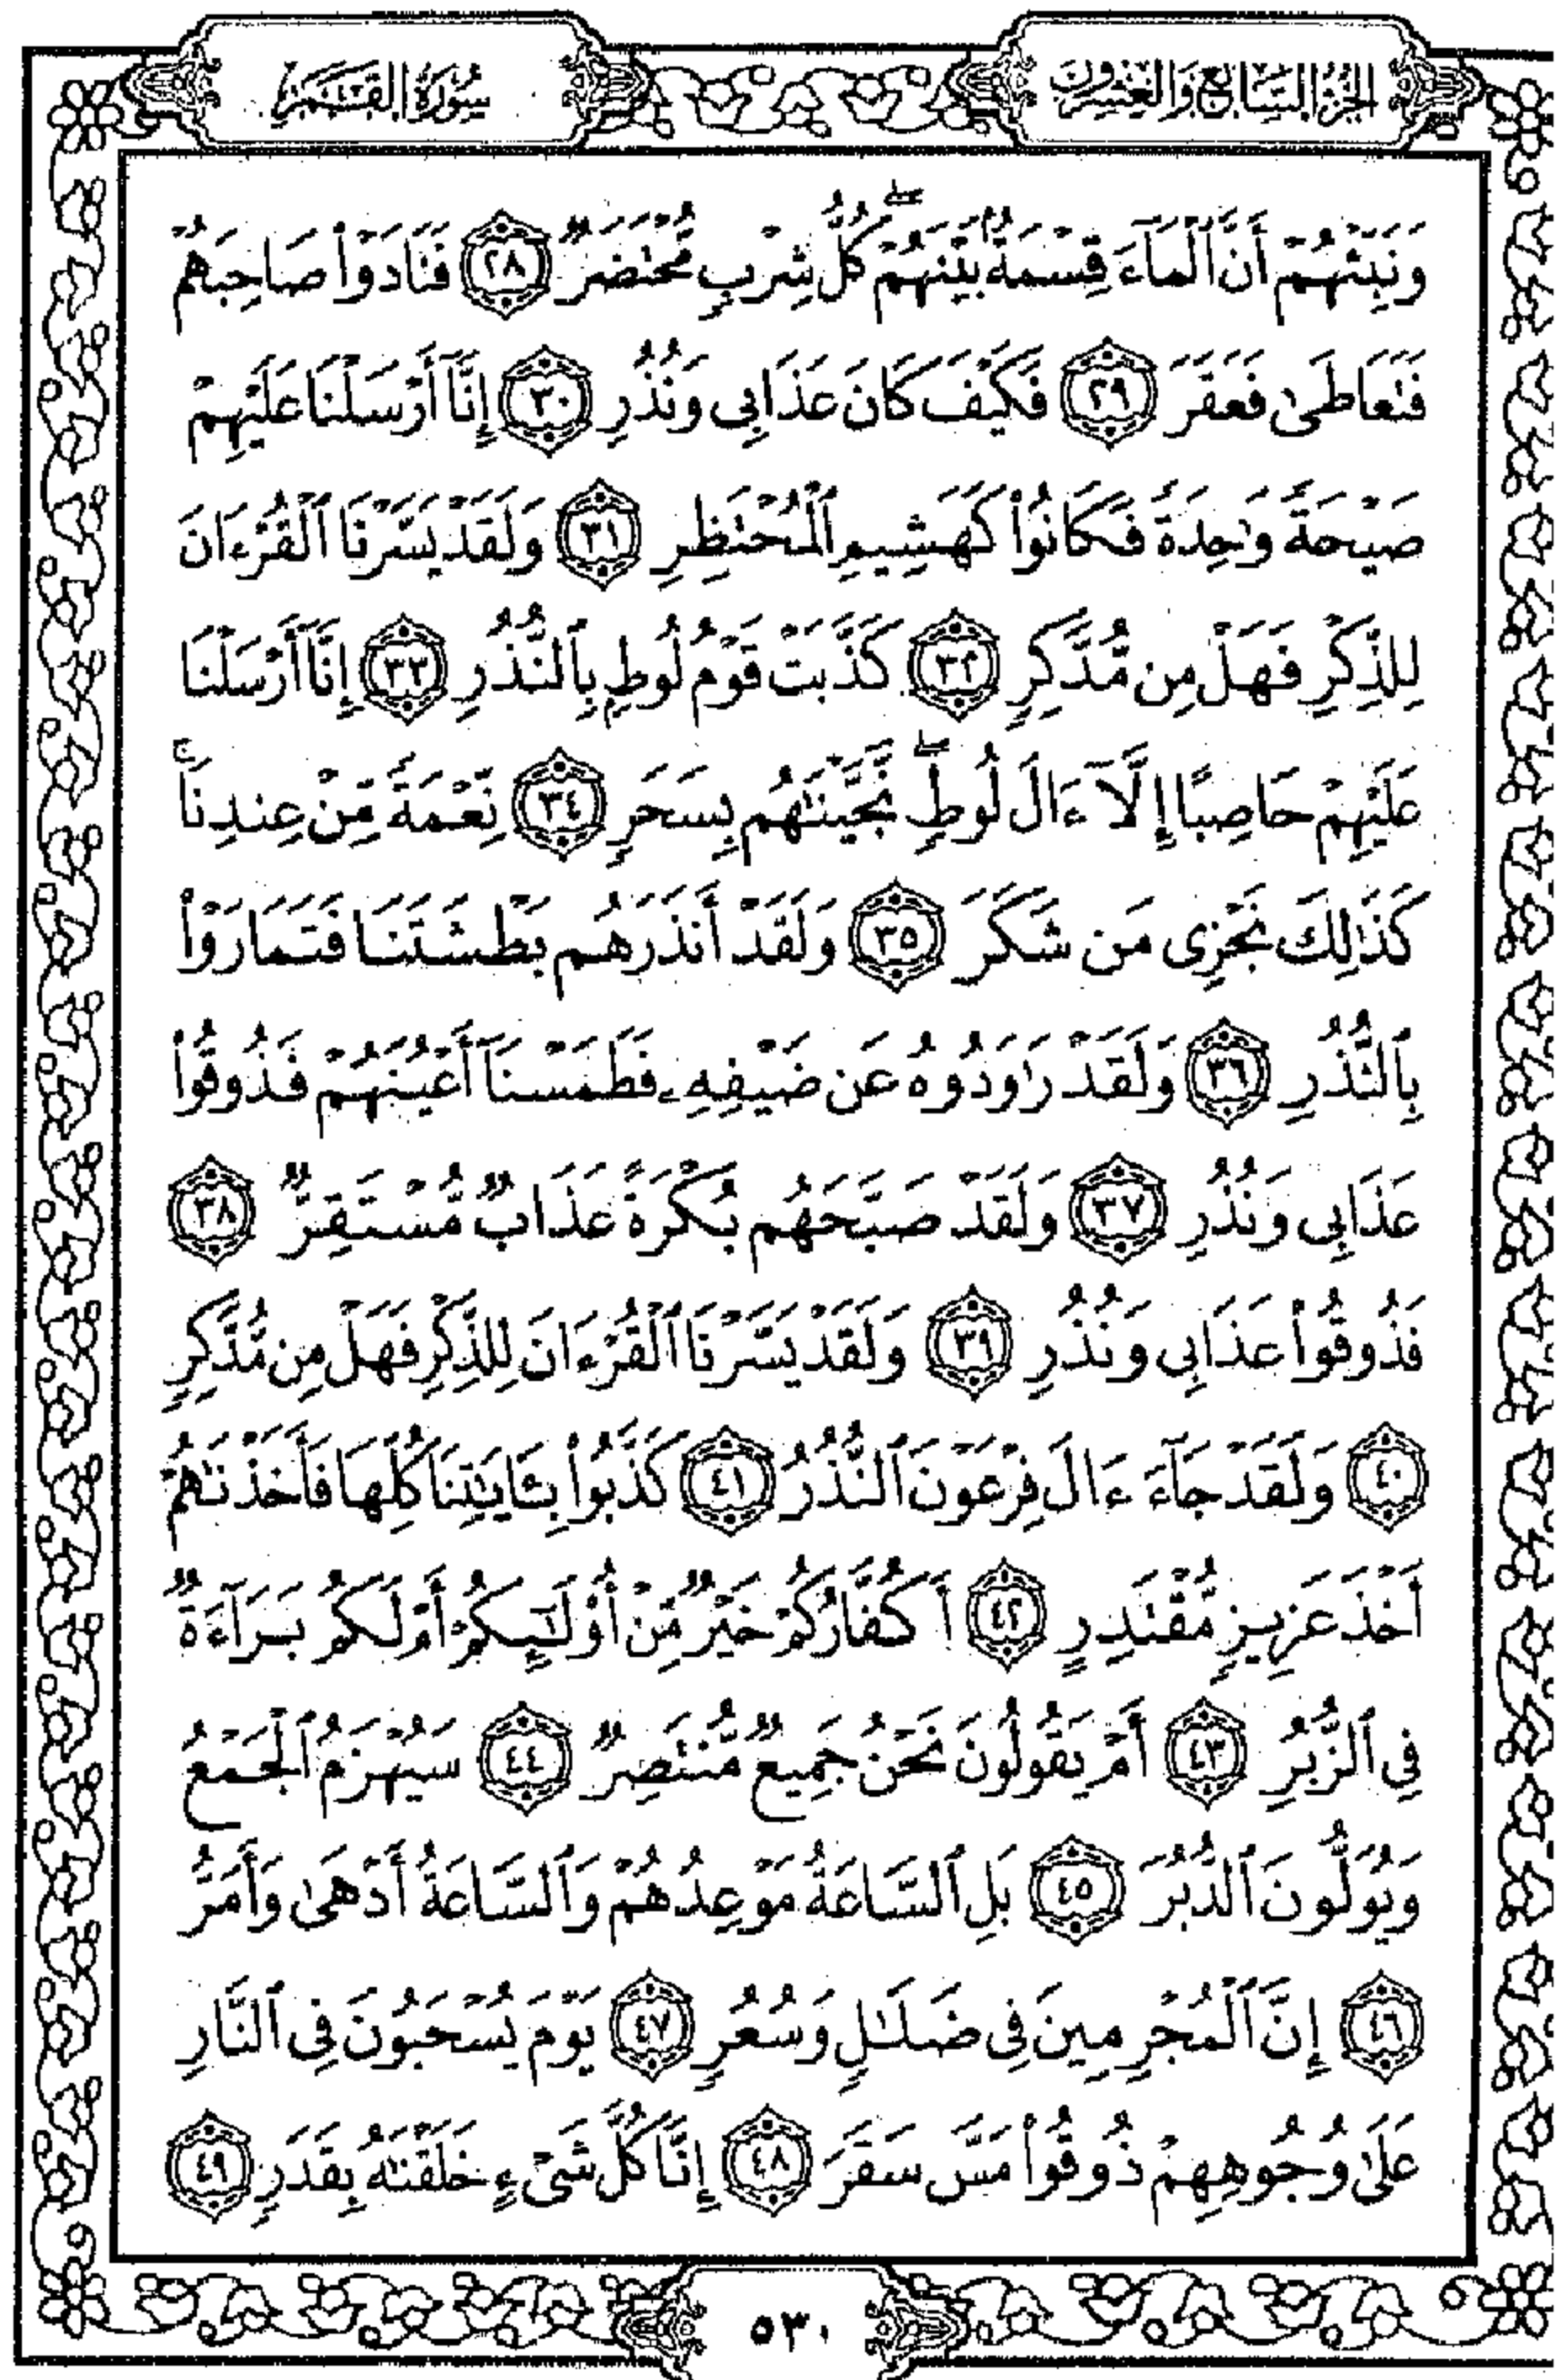 الجزء السابع والعشرون
سورة القمر
وَنَبِّئْهُمْ أَنَّ ٱلْمَآءَ قِسْمَةٌۢ بَيْنَهُمْ ۖ كُلُّ شِرْبٍ مُّحْتَضَرٌ ٢٨ فَنَادَوْا۟ صَاحِبَهُمْ
فَتَعَاطَىٰ فَعَقَرَ ٢٩ فَكَيْفَ كَانَ عَذَابِى وَنُذُرِ ٣٠ إِنَّآ أَرْسَلْنَا عَلَيْهِمْ
صَيْحَةً وَٰحِدَةً فَكَانُوا۟ كَهَشِيمِ ٱلْمُحْتَظِرِ ٣١ وَلَقَدْ يَسَّرْنَا ٱلْقُرْءَانَ
لِلذِّكْرِ فَهَلْ مِن مُّدَّكِرٍ ٣٢ كَذَّبَتْ قَوْمُ لُوطٍۭ بِٱلنُّذُرِ ٣٣ إِنَّآ أَرْسَلْنَا
عَلَيْهِمْ حَاصِبًا إِلَّآ ءَالَ لُوطٍ ۖ نَّجَّيْنَٰهُم بِسَحَرٍ ٣٤ نِّعْمَةً مِّنْ عِندِنَا ۚ
كَذَٰلِكَ نَجْزِى مَن شَكَرَ ٣٥ وَلَقَدْ أَنذَرَهُم بَطْشَتَنَا فَتَمَارَوْا۟
بِٱلنُّذُرِ ٣٦ وَلَقَدْ رَٰوَدُوهُ عَن ضَيْفِهِۦ فَطَمَسْنَآ أَعْيُنَهُمْ فَذُوقُوا۟
عَذَابِى وَنُذُرِ ٣٧ وَلَقَدْ صَبَّحَهُم بُكْرَةً عَذَابٌ مُّسْتَقِرٌّ ٣٨
فَذُوقُوا۟ عَذَابِى وَنُذُرِ ٣٩ وَلَقَدْ يَسَّرْنَا ٱلْقُرْءَانَ لِلذِّكْرِ فَهَلْ مِن مُّدَّكِرٍ
٤٠ وَلَقَدْ جَآءَ ءَالَ فِرْعَوْنَ ٱلنُّذُرُ ٤١ كَذَّبُوا۟ بِـَٔايَٰتِنَا كُلِّهَا فَأَخَذْنَٰهُمْ
أَخْذَ عَزِيزٍ مُّقْتَدِرٍ ٤٢ أَكُفَّارُكُمْ خَيْرٌ مِّنْ أُو۟لَٰٓئِكُمْ أَمْ لَكُم بَرَآءَةٌ
فِى ٱلزُّبُرِ ٤٣ أَمْ يَقُولُونَ نَحْنُ جَمِيعٌ مُّنتَصِرٌ ٤٤ سَيُهْزَمُ ٱلْجَمْعُ
وَيُوَلُّونَ ٱلدُّبُرَ ٤٥ بَلِ ٱلسَّاعَةُ مَوْعِدُهُمْ وَٱلسَّاعَةُ أَدْهَىٰ وَأَمَرُّ
٤٦ إِنَّ ٱلْمُجْرِمِينَ فِى ضَلَٰلٍ وَسُعُرٍ ٤٧ يَوْمَ يُسْحَبُونَ فِى ٱلنَّارِ
عَلَىٰ وُجُوهِهِمْ ذُوقُوا۟ مَسَّ سَقَرَ ٤٨ إِنَّا كُلَّ شَىْءٍ خَلَقْنَٰهُ بِقَدَرٍ ٤٩
٥٣٠